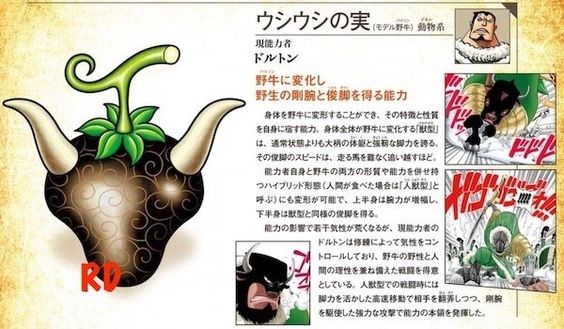 ウシウシの実(モデル野牛)動物系
バイソン
ゾオン
現能力者
ドルトン
バイソン
野牛に変化し
野生の剛腕と俊脚を得る能力
身体を野牛に変形することができ、その特徴と性質
を自身に宿す能力。身体全体が野牛に変化する「獣型」
は、通常状態よりも大柄の体躯と強靭な脚力を誇る。
その俊脚のスピードは、走る馬を難なく追い越すほど。
能力者自身と野牛の両方の形質や能力を併せ持
つハイブリッド形態(人間が食べた場合は「人獣型」と
呼ぶ)にも変形が可能で、上半身は腕力が増幅し、
下半身は獣型と同様の俊脚を得る。
能力の影響で若干気性が荒くなるが、現能力者の
ドルトンは修練によって気性をコン
トロールしており、野牛の野性と人
間の理性を兼ね備えた戦闘を得意
としている。人獣型での戦闘時には
脚力を活かした高速移動で相手を翻弄しつつ、剛腕
を駆使した強力な攻撃で能力の本領を発揮した。
RD